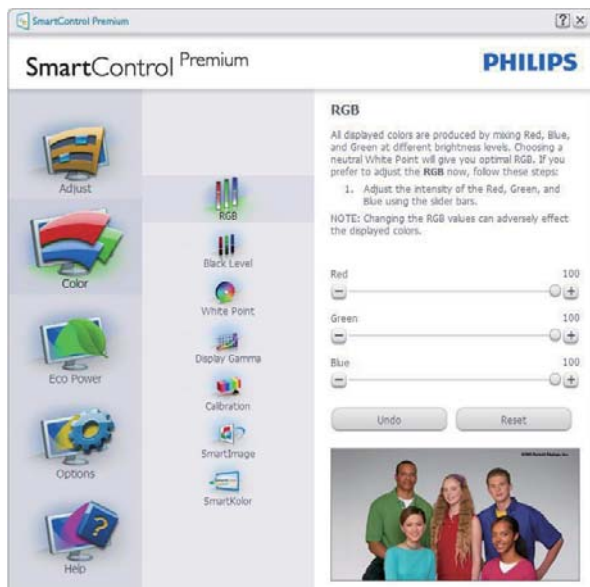 SmartControl Premium
SmartControl Premium
PHILIPS
Adjust
Color
Eco Power
Options
Help
RGB
Black Level
White Point
Display Gamma
Calibration
SmartImage
SmartKolor
RGB
All displayed colors are produced by mixing Red, Blue,
and Green at different brightness levels. Choosing a
neutral White Point will give you optimal RGB. If you
prefer to adjust the RGB now, follow these steps:
1. Adjust the intensity of the Red, Green, and
Blue using the slider bars.
NOTE: Changing the RGB values can adversely effect
the displayed colors.
Red 100
Green 100
Blue 100
Undo Reset